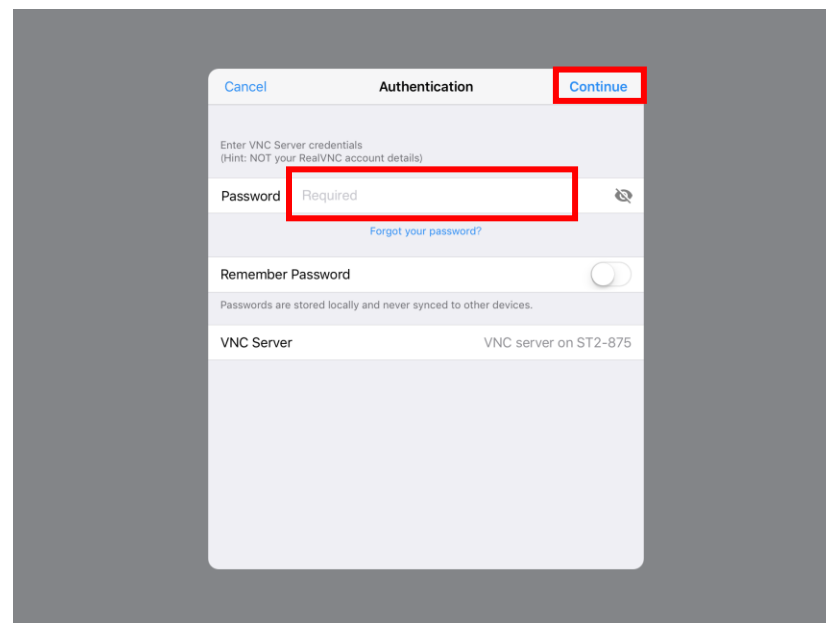 Cancel Authentication Continue
Enter VNC Server credentials
(Hint: NOT your RealVNC account details)
Password Required
Forgot your password?
Remember Password
Passwords are stored locally and never synced to other devices.
VNC Server VNC server on ST2-875